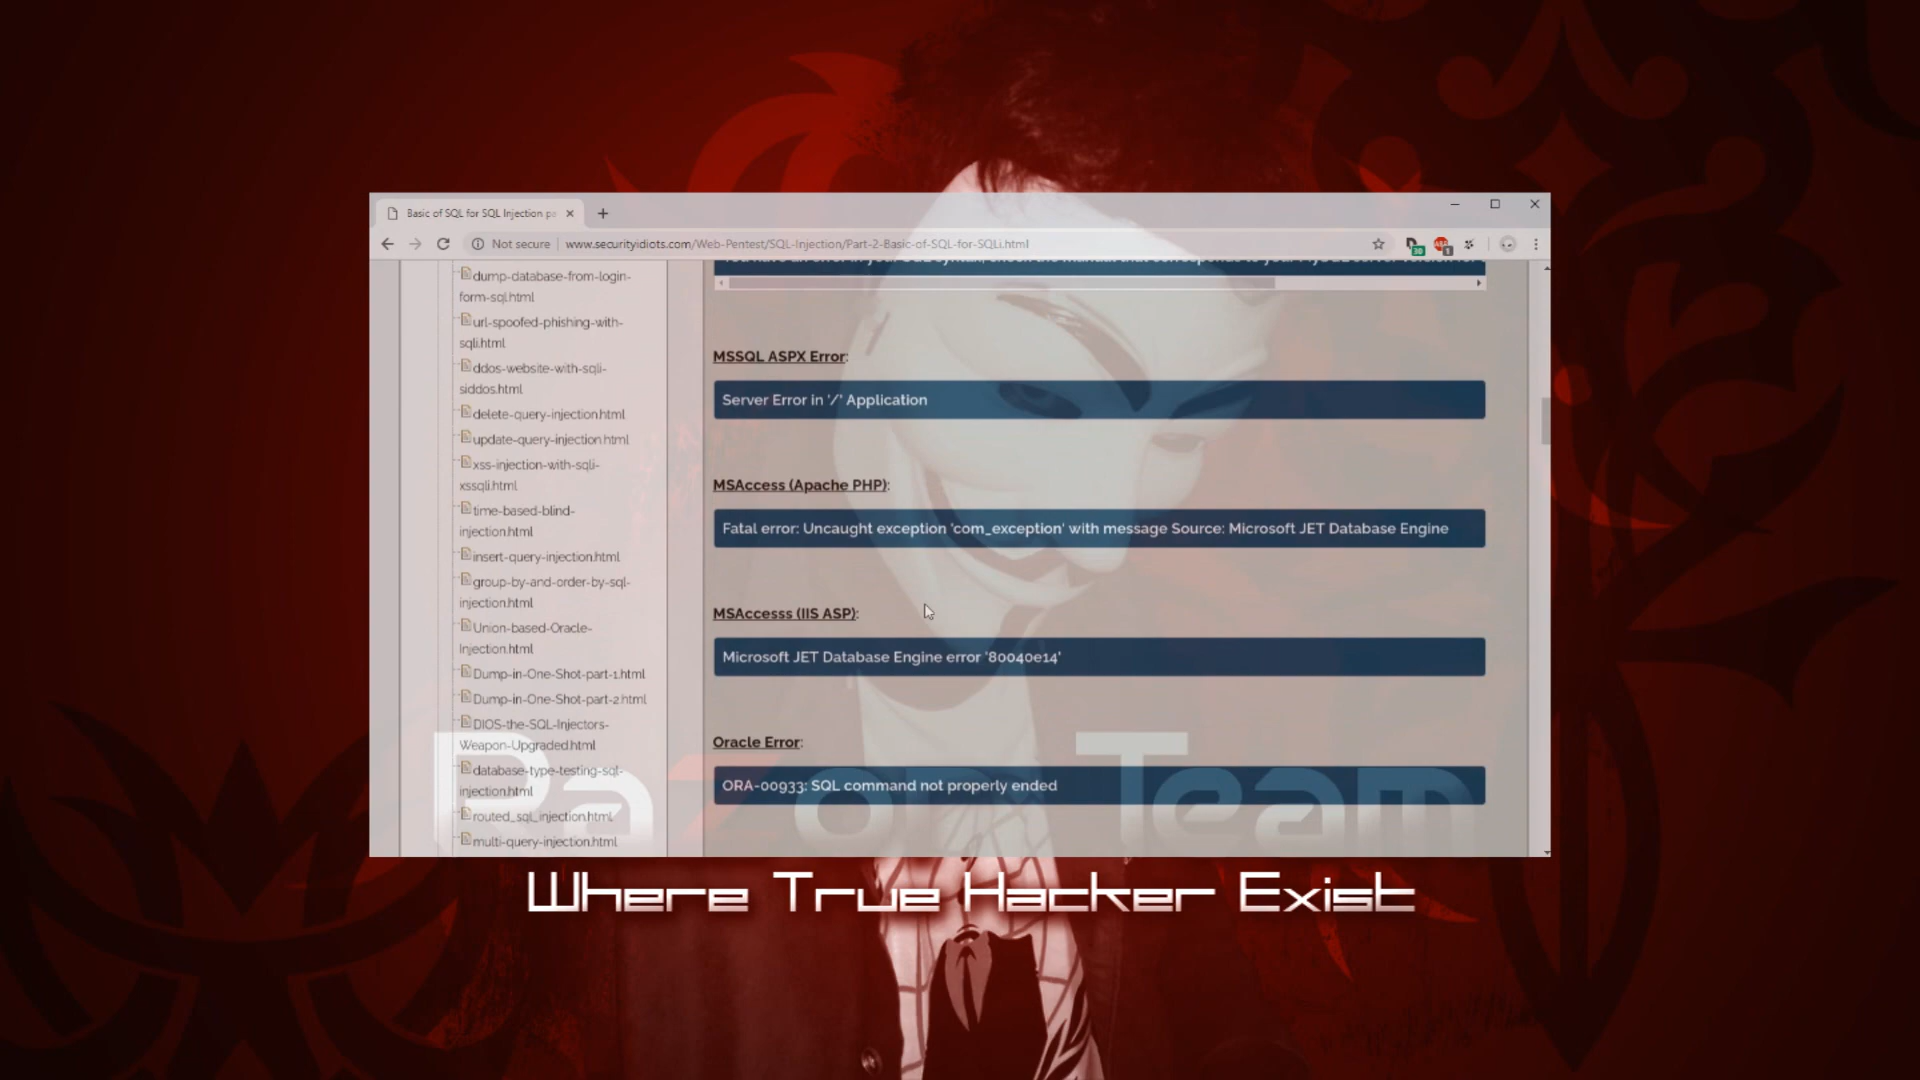 Basic of SQL for SQL Injection pa
Not secure
www.securityidiots.com/Web-Pentest/SQL-Injection/Part-2-Basic-of-SQL-for-SQLi.html
dump-database-from-login-
form-sql.html
url-spoofed-phishing-with-
sqli.html
ddos-website-with-sqli-
siddos.html
delete-query-injection.html
update-query-injection.html
xss-injection-with-sqli-
xssqli.html
time-based-blind-
injection.html
insert-query-injection.html
group-by-and-order-by-sql-
injection.html
Union-based-Oracle-
Injection.html
Dump-in-One-Shot-part-1.html
Dump-in-One-Shot-part-2.html
DIOS-the-SQL-Injectors-
Weapon-Upgraded.html
database-type-testing-sql-
injection.html
routed_sql_injection.html
multi-query-injection.html
MSSQL ASPX Error:
Server Error in '/' Application
MSAccess (Apache PHP):
Fatal error: Uncaught exception 'com_exception' with message Source: Microsoft JET Database Engine
MSAccesss (IIS ASP):
Microsoft JET Database Engine error '80040e14'
Oracle Error:
ORA-00933: SQL command not properly ended
Razor Team
Where True Hacker Exist